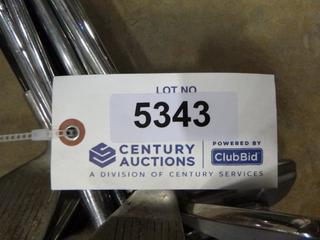 LOT NO
5343
CENTURY
AUCTIONS
POWERED BY
ClubBid
A DIVISION OF CENTURY SERVICES